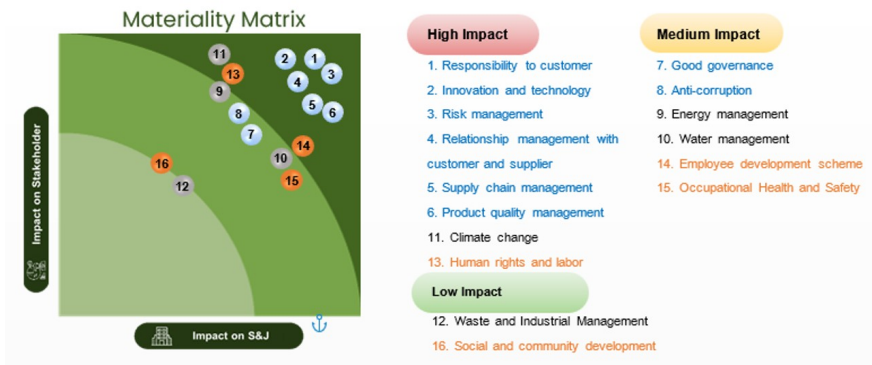 Materiality Matrix
11
13
2
1
3
4
9
5
6
8
7
14
10
16
12
15
Impact on Stakeholder
Impact on S&J
High Impact
1. Responsibility to customer
2. Innovation and technology
3. Risk management
4. Relationship management with
customer and supplier
5. Supply chain management
6. Product quality management
11. Climate change
13. Human rights and labor
Low Impact
12. Waste and Industrial Management
16. Social and community development
Medium Impact
7. Good governance
8. Anti-corruption
9. Energy management
10. Water management
14. Employee development scheme
15. Occupational Health and Safety